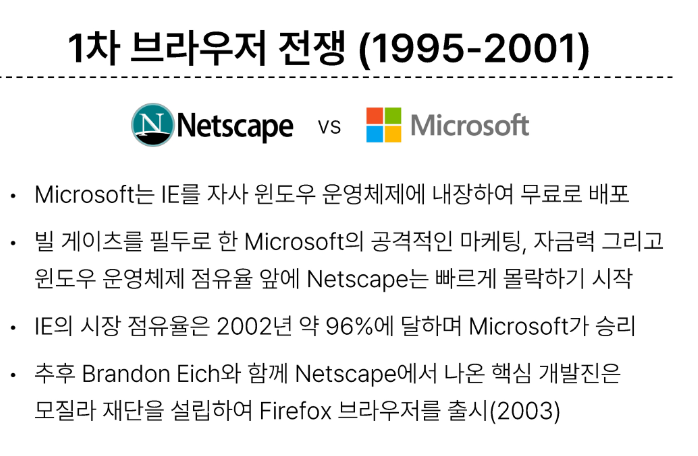 1차 브라우저 전쟁 (1995-2001)
N Netscape vs Microsoft
• Microsoft는 IE를 자사 윈도우 운영체제에 내장하여 무료로 배포
• 빌 게이츠를 필두로 한 Microsoft의 공격적인 마케팅, 자금력 그리고
윈도우 운영체제 점유율 앞에 Netscape는 빠르게 몰락하기 시작
• IE의 시장 점유율은 2002년 약 96%에 달하며 Microsoft가 승리
• 추후 Brandon Eich와 함께 Netscape에서 나온 핵심 개발진은
모질라 재단을 설립하여 Firefox 브라우저를 출시(2003)